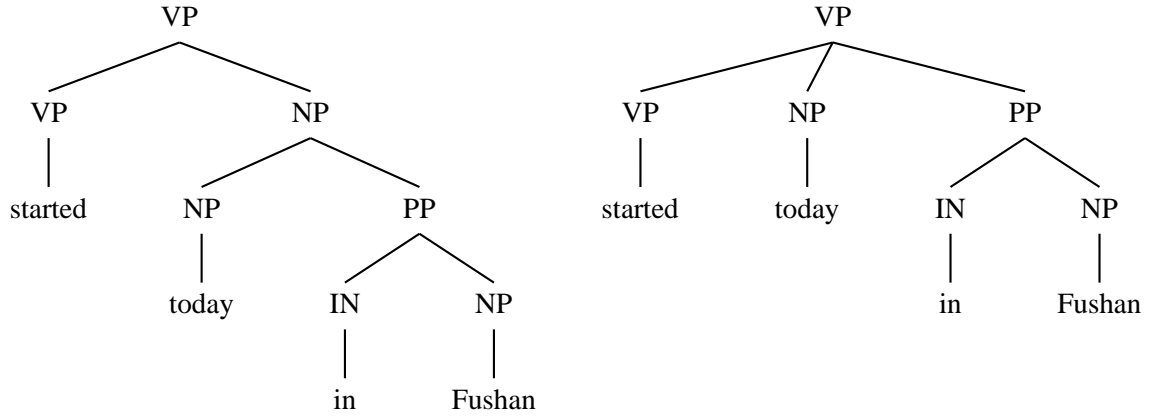 VP VP
VP NP VP NP PP
started NP PP started today IN NP
today IN NP in Fushan
in Fushan